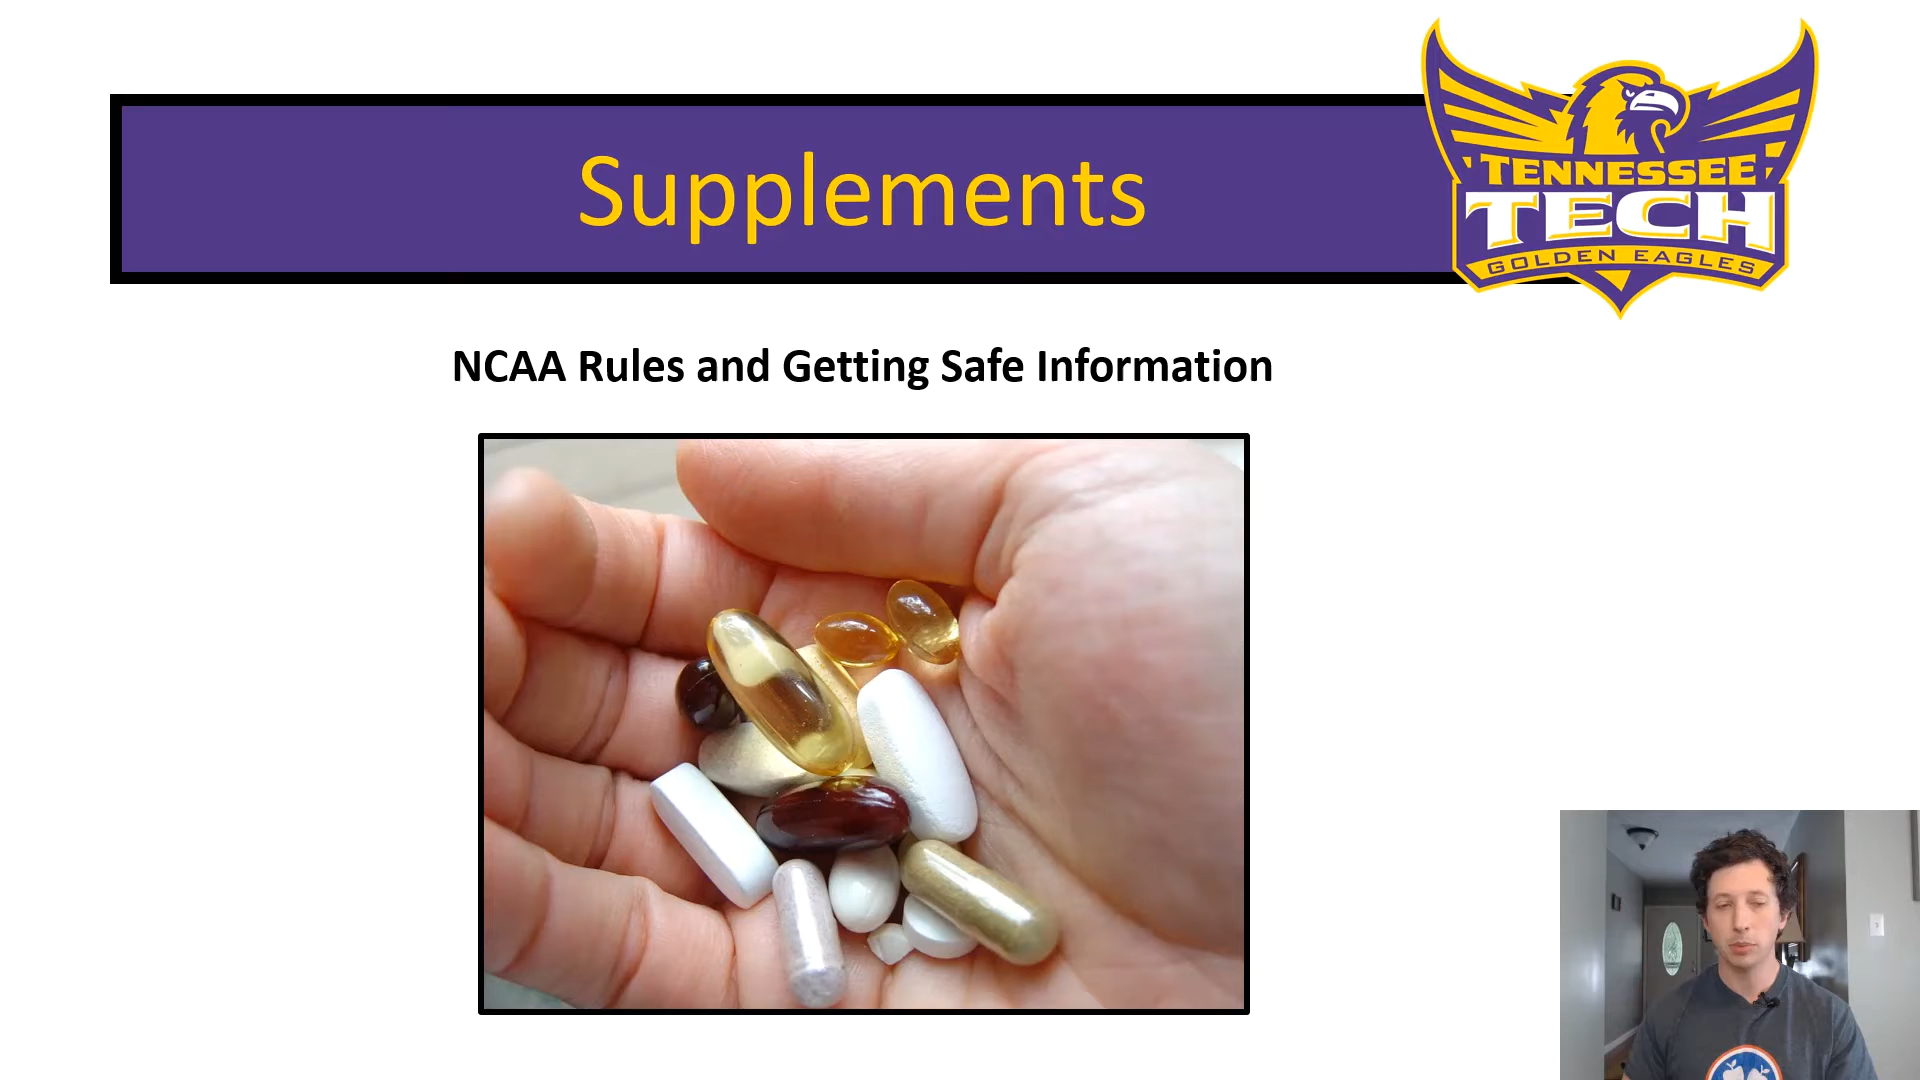 Supplements
TENNESSEE
TECH
GOLDEN EAGLES
NCAA Rules and Getting Safe Information